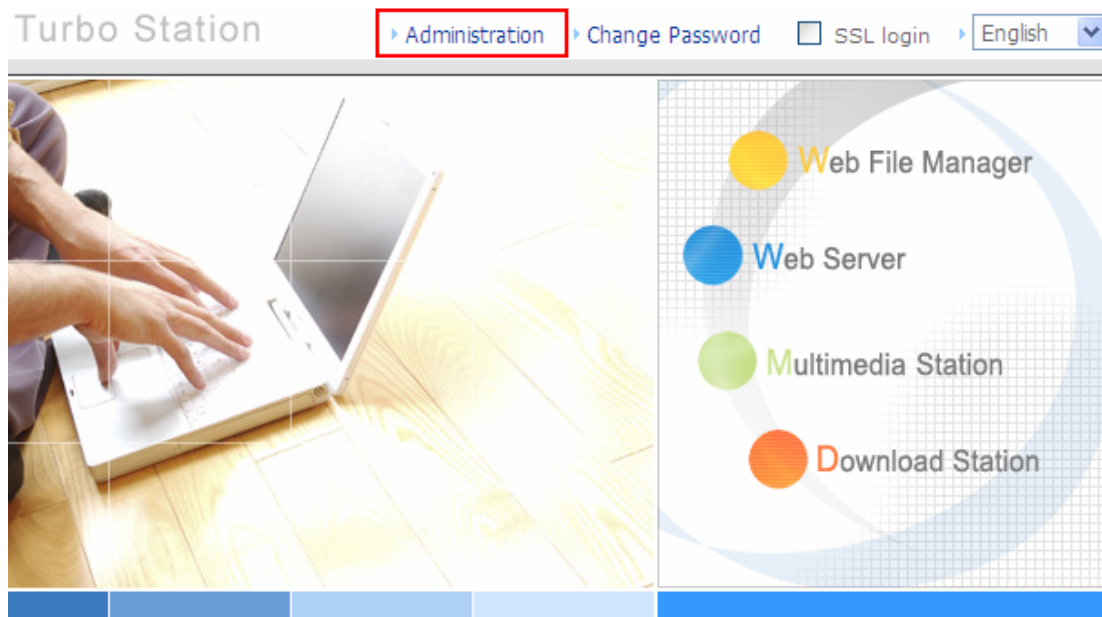 Turbo Station
Administration Change Password SSL login English
Web File Manager
Web Server
Multimedia Station
Download Station